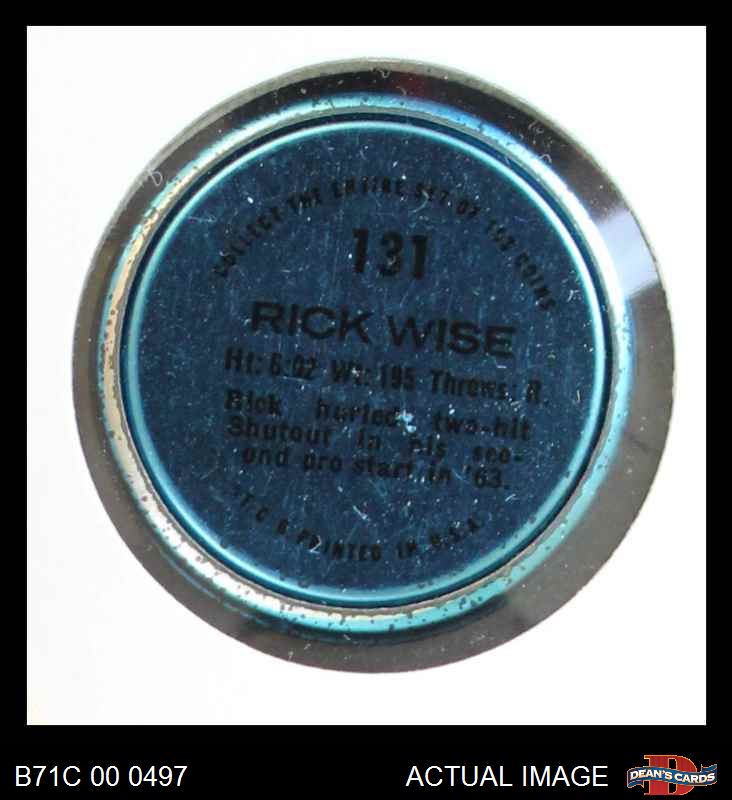 COLLECT THE ENTIRE SET OF 153 COINS
131
RICK WISE
Ht: 6:02 Wt: 195 Throws: R.
Rick hurled two-hit
Shutout in his sec-
ond pro start in '63.
T.C.G. PRINTED IN U.S.A.
B71C 00 0497
ACTUAL IMAGE
D
DEAN'S CARDS